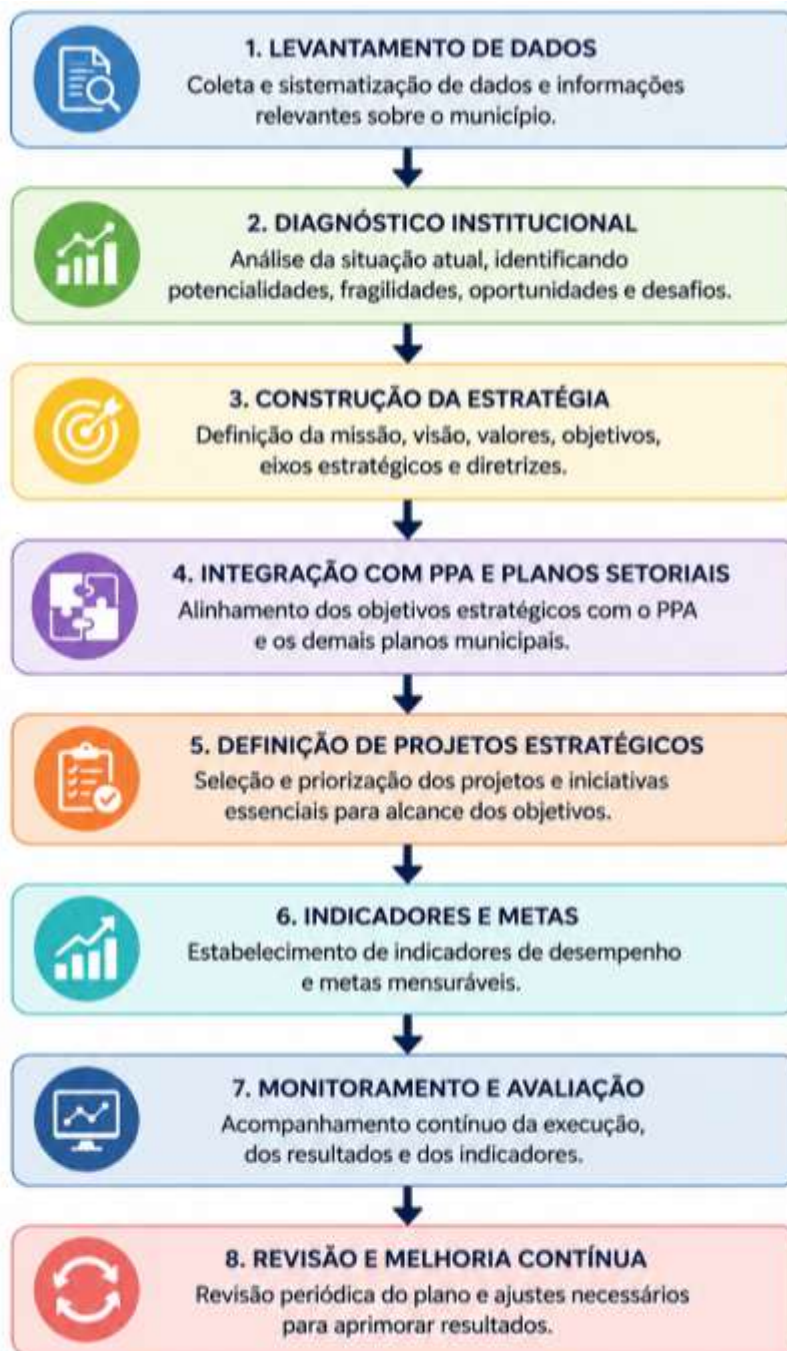 1. LEVANTAMENTO DE DADOS
Coleta e sistematização de dados e informações
relevantes sobre o município.
2. DIAGNÓSTICO INSTITUCIONAL
Análise da situação atual, identificando
potencialidades, fragilidades, oportunidades e desafios.
3. CONSTRUÇÃO DA ESTRATÉGIA
Definição da missão, visão, valores, objetivos,
eixos estratégicos e diretrizes.
4. INTEGRAÇÃO COM PPA E PLANOS SETORIAIS
Alinhamento dos objetivos estratégicos com o PPA
e os demais planos municipais.
5. DEFINIÇÃO DE PROJETOS ESTRATÉGICOS
Seleção e priorização dos projetos e iniciativas
essenciais para alcance dos objetivos.
6. INDICADORES E METAS
Estabelecimento de indicadores de desempenho
e metas mensuráveis.
7. MONITORAMENTO E AVALIAÇÃO
Acompanhamento contínuo da execução,
dos resultados e dos indicadores.
8. REVISÃO E MELHORIA CONTÍNUA
Revisão periódica do plano e ajustes necessários
para aprimorar resultados.